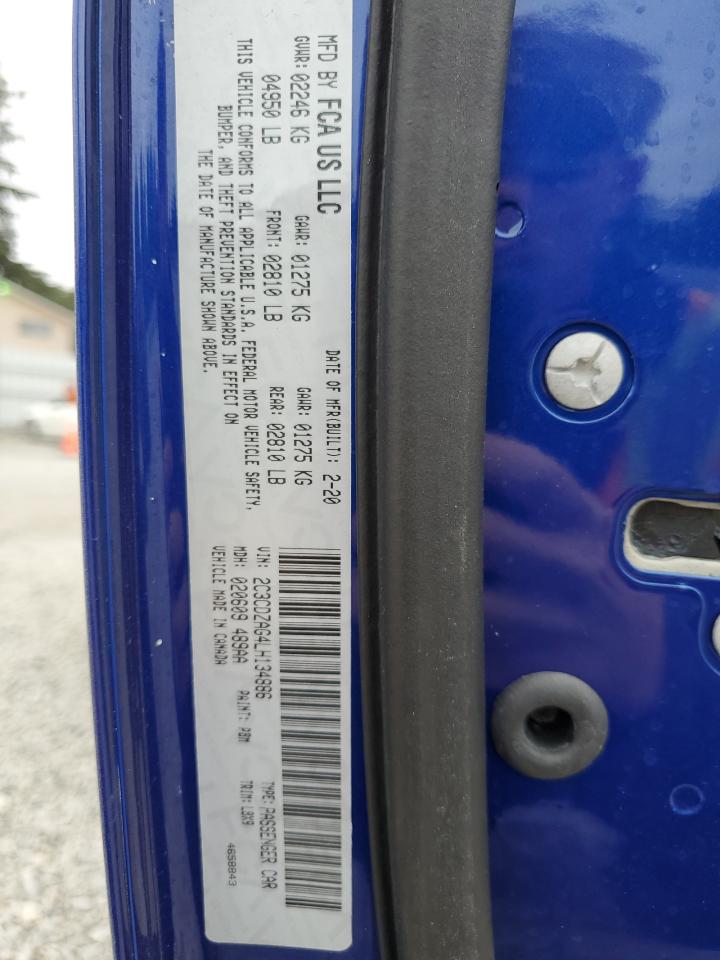 MFD BY FCA US LLC
DATE OF MFR(BUILT): 2-20
GVWR: 02246 KG GAWR: 01275 KG GAWR: 01275 KG
04950 LB FRONT: 02810 LB REAR: 02810 LB
THIS VEHICLE CONFORMS TO ALL APPLICABLE U.S.A. FEDERAL MOTOR VEHICLE SAFETY,
BUMPER, AND THEFT PREVENTION STANDARDS IN EFFECT ON
THE DATE OF MANUFACTURE SHOWN ABOVE.
VIN: 2C3CDZAG4LH134886 TYPE: PASSENGER CAR
MDH: 020609 489AA PAINT: PBM TRIM: L8X9
VEHICLE MADE IN CANADA 4658843